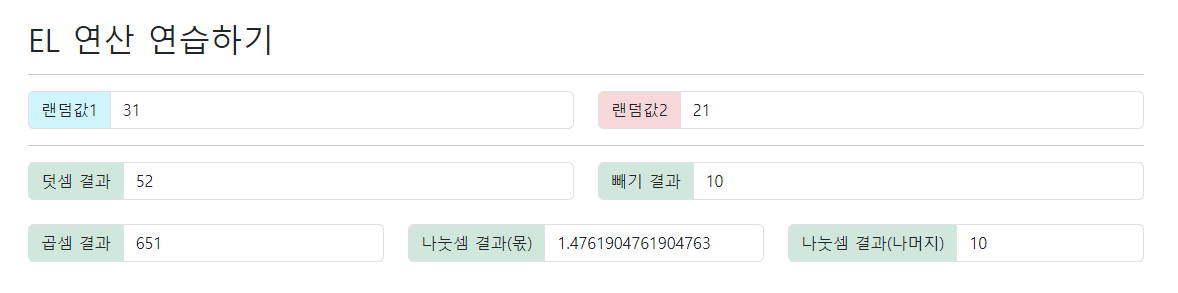 EL 연산 연습하기
랜덤값1 31 랜덤값2 21
덧셈 결과 52 빼기 결과 10
곱셈 결과 651 나눗셈 결과(몫) 1.4761904761904763 나눗셈 결과(나머지) 10